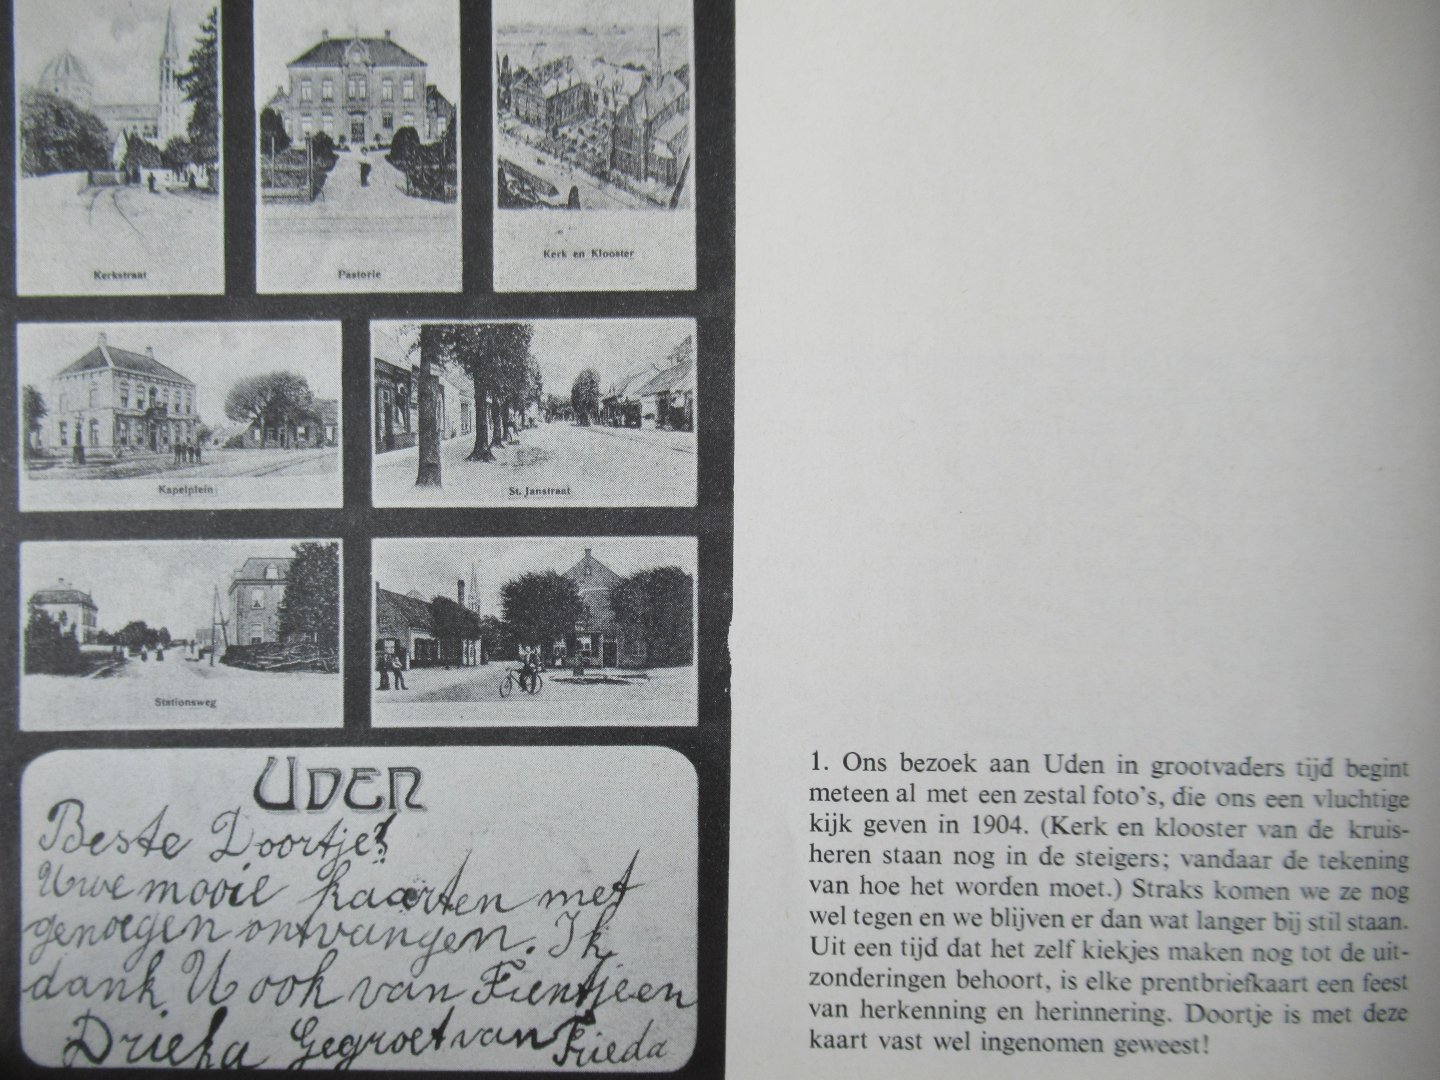 Kerkstraat
Pastorie
Kerk en Klooster
Kapelplein
St. Janstraat
Stationsweg
UDEN
Beste Doortje!
Uwe mooie kaarten met
genoegen ontvangen. Ik
dank U ook van Fientje en
Drieka Gegroet van
Frieda
1. Ons bezoek aan Uden in grootvaders tijd begint
meteen al met een zestal foto's, die ons een vluchtige
kijk geven in 1904. (Kerk en klooster van de kruis-
heren staan nog in de steigers; vandaar de tekening
van hoe het worden moet.) Straks komen we ze nog
wel tegen en we blijven er dan wat langer bij stil staan.
Uit een tijd dat het zelf kiekjes maken nog tot de uit-
zonderingen behoort, is elke prentbriefkaart een feest
van herkenning en herinnering. Doortje is met deze
kaart vast wel ingenomen geweest!